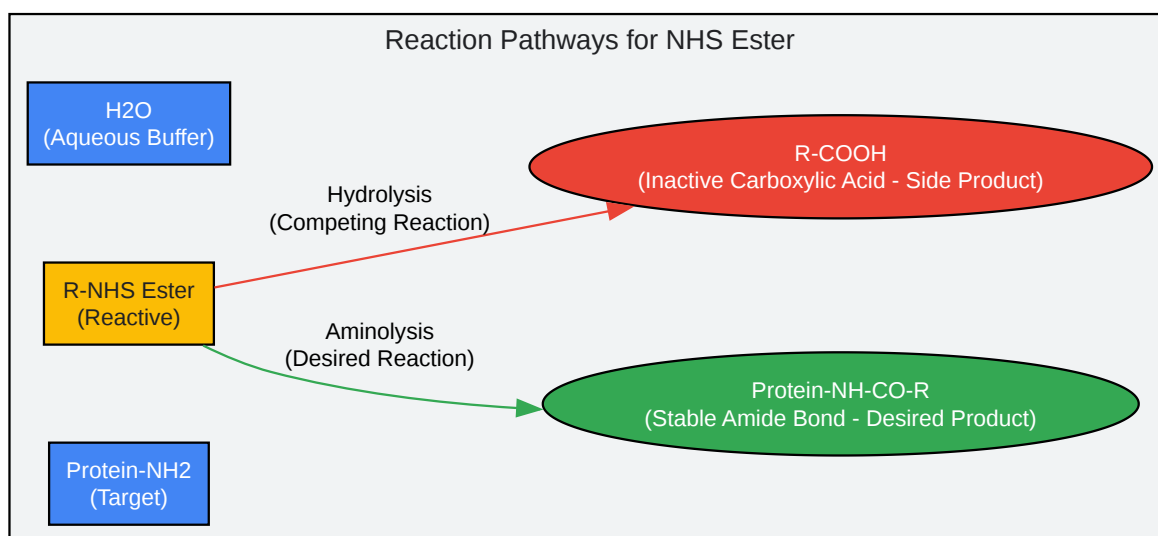 Reaction Pathways for NHS Ester
H2O
(Aqueous Buffer)
R-COOH
(Inactive Carboxylic Acid - Side Product)
Hydrolysis
(Competing Reaction)
R-NHS Ester
(Reactive)
Aminolysis
(Desired Reaction)
Protein-NH-CO-R
(Stable Amide Bond - Desired Product)
Protein-NH2
(Target)